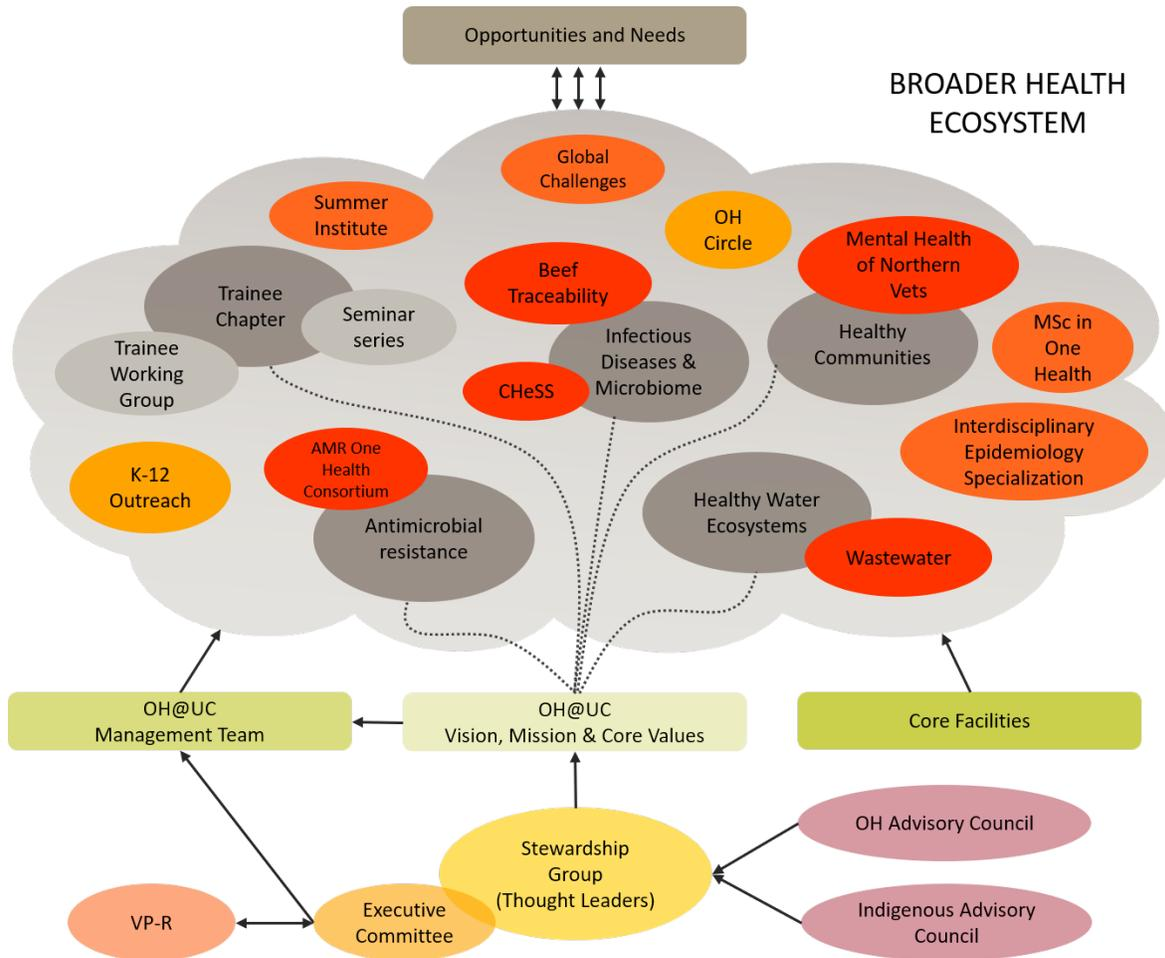 Opportunities and Needs
BROADER HEALTH
ECOSYSTEM
Global
Challenges
Summer
Institute
OH
Circle
Mental Health
of Northern
Vets
Beef
Traceability
Trainee
Chapter
Seminar
series
Infectious
Diseases &
Microbiome
Healthy
Communities
MSc in
One
Health
Trainee
Working
Group
CHeSS
Interdisciplinary
Epidemiology
Specialization
K-12
Outreach
AMR One
Health
Consortium
Antimicrobial
resistance
Healthy Water
Ecosystems
Wastewater
OH@UC
Management Team
OH@UC
Vision, Mission & Core Values
Core Facilities
Stewardship
Group
(Thought Leaders)
OH Advisory Council
VP-R
Executive
Committee
Indigenous Advisory
Council